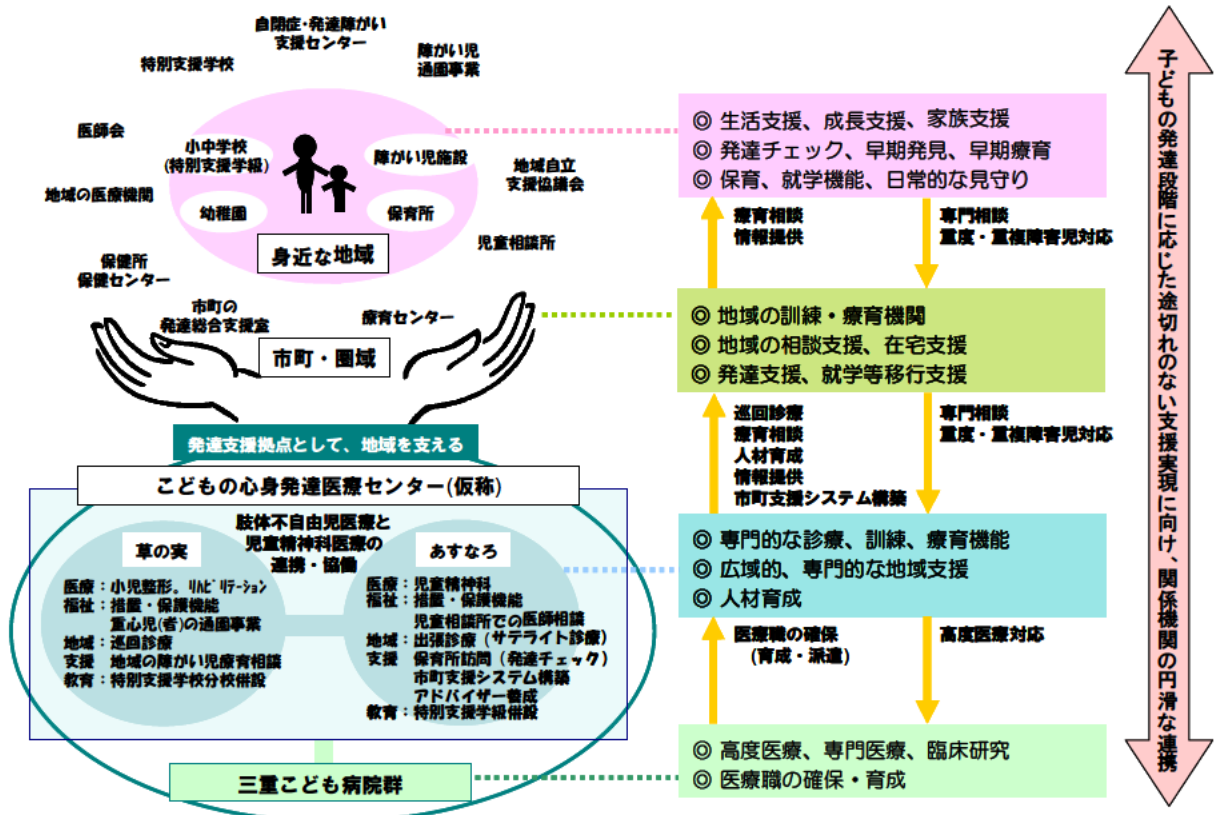 自閉症・発達障がい
支援センター
障がい児
通園事業
特別支援学校
医師会
小中学校
(特別支援学級)
障がい児施設
地域自立
支援協議会
地域の医療機関
幼稚園
保育所
児童相談所
身近な地域
保健所
保健センター
市町の
発達総合支援室
療育センター
市町・圏域
発達支援拠点として、地域を支える
こどもの心身発達医療センター(仮称)
肢体不自由児医療と
児童精神科医療の
連携・協働
草の実
医療：小児整形。ﾘﾊﾋﾞﾘﾃｰｼｮﾝ
福祉：措置・保護機能
重心児(者)の通園事業
地域：巡回診療
支援 地域の障がい児療育相談
教育：特別支援学校分校併設
あすなろ
医療：児童精神科
福祉：措置・保護機能
児童相談所での医師相談
地域：出張診療（サテライト診療）
支援 保育所訪問（発達チェック）
市町支援システム構築
アドバイザー養成
教育：特別支援学級併設
三重こども病院群
◎ 生活支援、成長支援、家族支援
◎ 発達チェック、早期発見、早期療育
◎ 保育、就学機能、日常的な見守り
療育相談
情報提供
専門相談
重度・重複障害児対応
◎ 地域の訓練・療育機関
◎ 地域の相談支援、在宅支援
◎ 発達支援、就学等移行支援
巡回診療
療育相談
人材育成
情報提供
市町支援システム構築
専門相談
重度・重複障害児対応
◎ 専門的な診療、訓練、療育機能
◎ 広域的、専門的な地域支援
◎ 人材育成
医療職の確保
(育成・派遣)
高度医療対応
◎ 高度医療、専門医療、臨床研究
◎ 医療職の確保・育成
子どもの発達段階に応じた途切れのない支援実現に向け、関係機関の円滑な連携